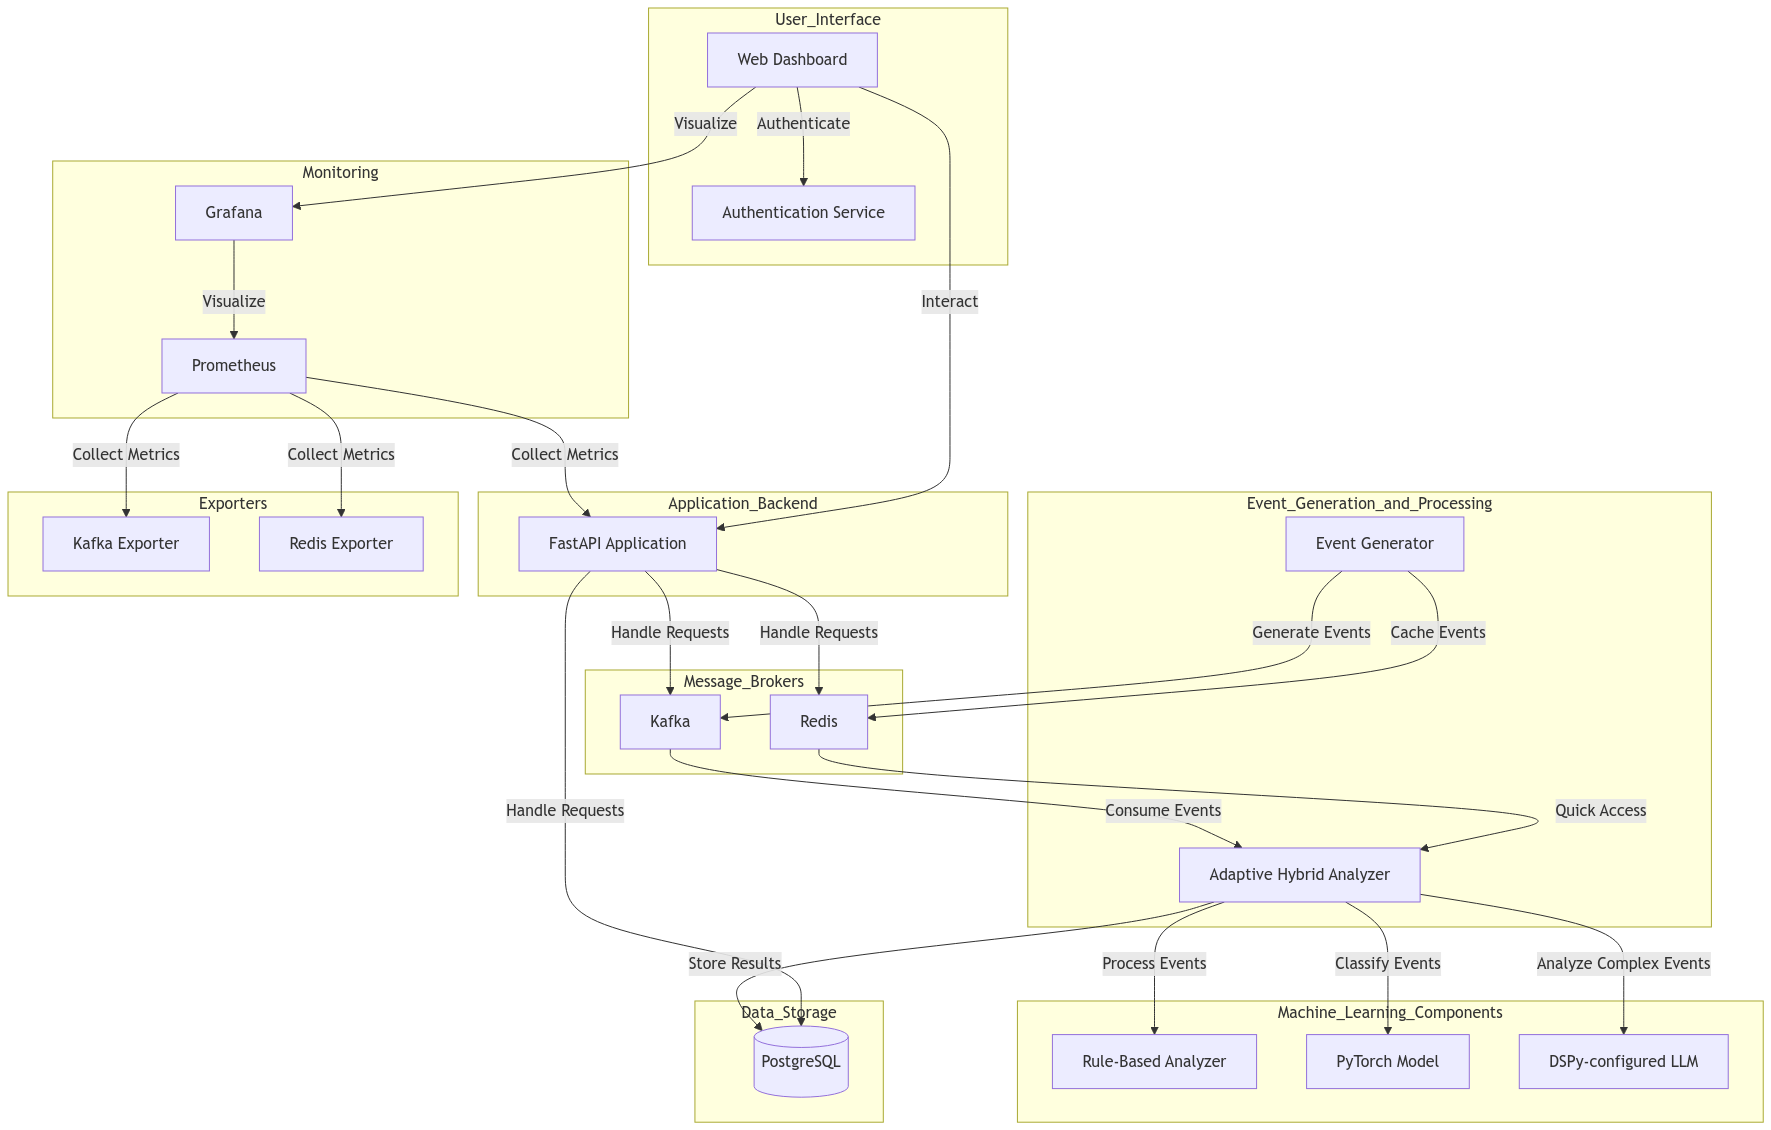 User_Interface
Web Dashboard
Visualize
Authenticate
Monitoring
Grafana
Authentication Service
Visualize
Interact
Prometheus
Collect Metrics
Collect Metrics
Collect Metrics
Exporters
Application_Backend
Event_Generation_and_Processing
Kafka Exporter
Redis Exporter
FastAPI Application
Event Generator
Handle Requests
Handle Requests
Generate Events
Cache Events
Message_Brokers
Kafka
Redis
Handle Requests
Consume Events
Quick Access
Adaptive Hybrid Analyzer
Store Results
Process Events
Classify Events
Analyze Complex Events
Data_Storage
Machine_Learning_Components
PostgreSQL
Rule-Based Analyzer
PyTorch Model
DSPy-configured LLM